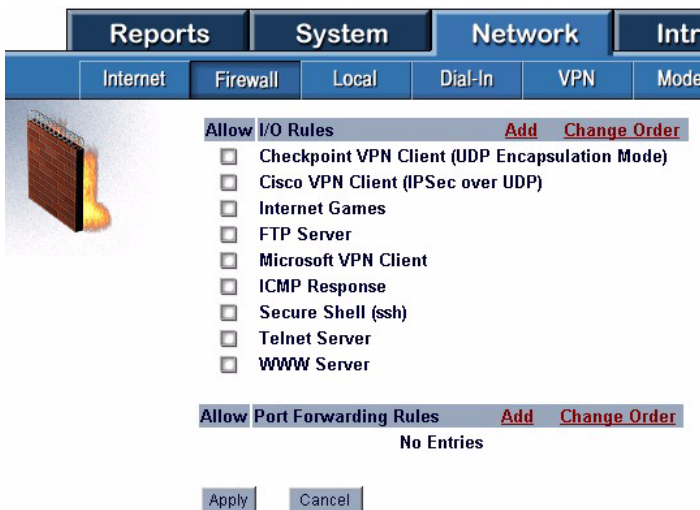 Reports System Network Intr
Internet Firewall Local Dial-In VPN Mode
Allow I/O Rules Add Change Order
Checkpoint VPN Client (UDP Encapsulation Mode)
Cisco VPN Client (IPSec over UDP)
Internet Games
FTP Server
Microsoft VPN Client
ICMP Response
Secure Shell (ssh)
Telnet Server
WWW Server
Allow Port Forwarding Rules Add Change Order
No Entries
Apply Cancel